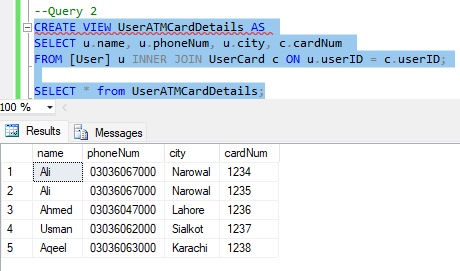 --Query 2
CREATE VIEW UserATMCardDetails AS
SELECT u.name, u.phoneNum, u.city, c.cardNum
FROM [User] u INNER JOIN UserCard c ON u.userID = c.userID;
SELECT * from UserATMCardDetails;
100 %
Results Messages
name phoneNum city cardNum
1 Ali 03036067000 Narowal 1234
2 Ali 03036067000 Narowal 1235
3 Ahmed 03036047000 Lahore 1236
4 Usman 03036062000 Sialkot 1237
5 Aqeel 03036063000 Karachi 1238